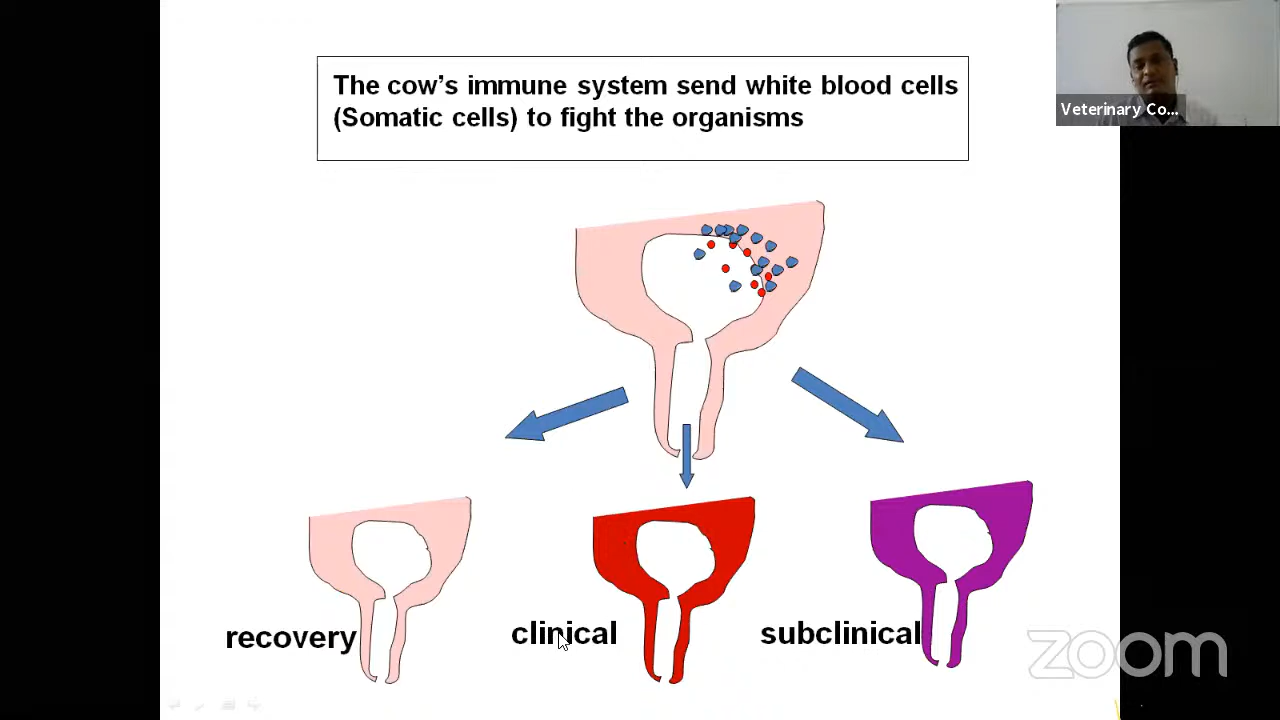 The cow's immune system send white blood cells
(Somatic cells) to fight the organisms
Veterinary Co...
recovery
clinical
subclinical
zoom